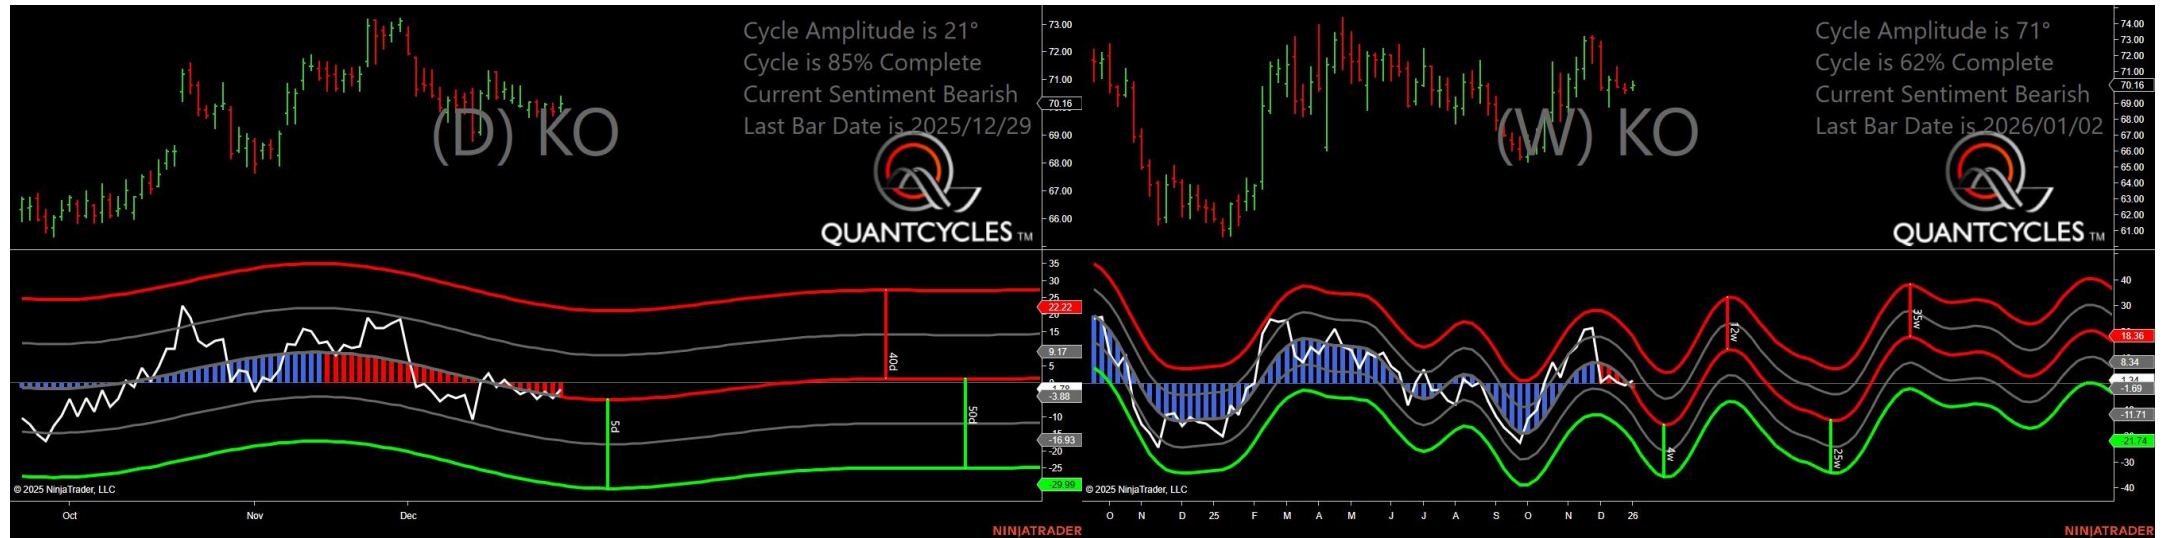 Cycle Amplitude is 21°
Cycle is 85% Complete
Current Sentiment Bearish
Last Bar Date is 2025/12/29
(D) KO
QUANTCYCLES TM
73.00
72.00
71.00
70.16
69.00
68.00
67.00
66.00
35
30
25
22.22
20
15
9.17
5
-3.88
-10
-16.93
-20
-25
-29.99
5d
40d
50d
© 2025 NinjaTrader, LLC
Oct Nov Dec
NINJATRADER
Cycle Amplitude is 71°
Cycle is 62% Complete
Current Sentiment Bearish
Last Bar Date is 2026/01/02
(W) KO
QUANTCYCLES TM
74.00
73.00
72.00
71.00
70.16
69.00
68.00
67.00
66.00
65.00
64.00
63.00
62.00
61.00
40
30
18.36
8.34
1.34
-1.69
-11.71
-21.74
-30
-40
4w
12w
25w
35w
© 2025 NinjaTrader, LLC
O N D 25 F M A M J J A S O N D 26
NINJATRADER